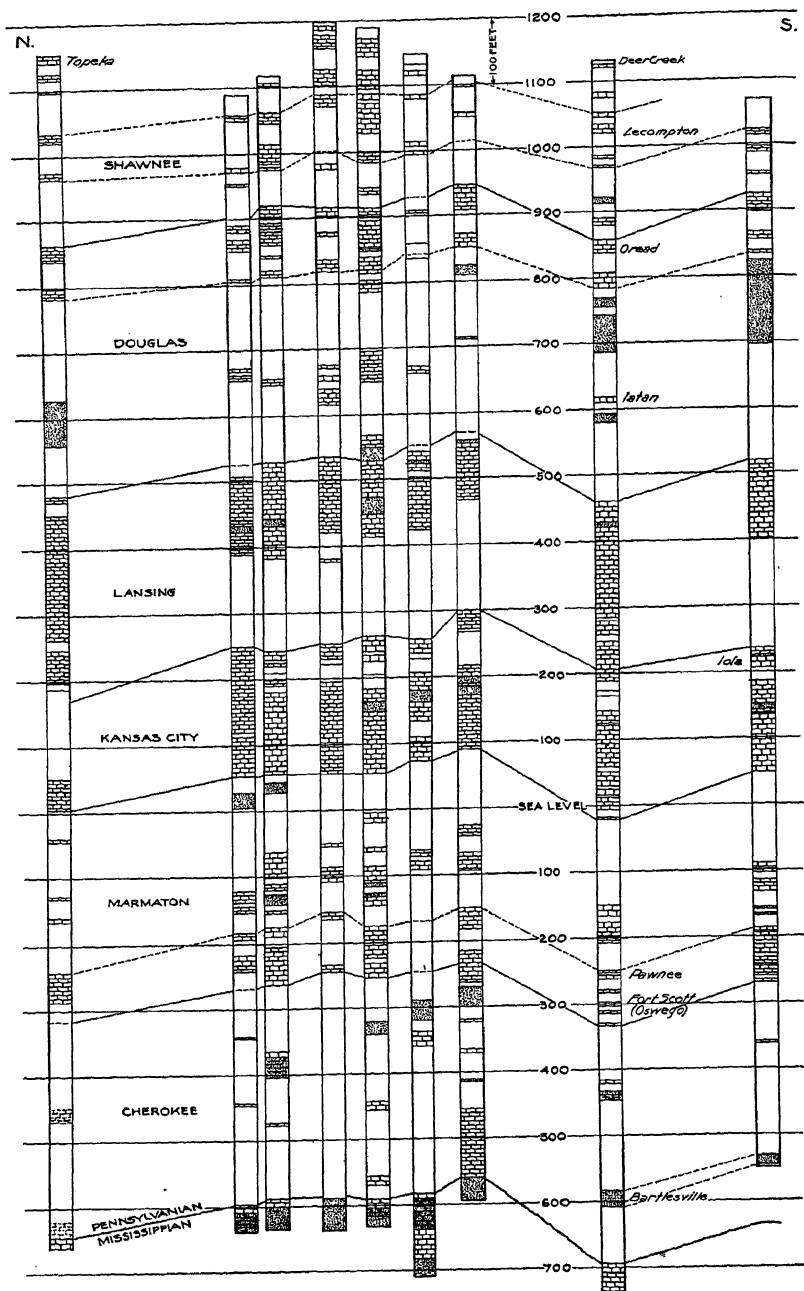 1200
N.
S.
100 FEET
Topeka
Deer Creek
1100
Lecompton
1000
SHAWNEE
900
Oread
800
DOUGLAS
700
Iatan
600
500
400
LANSING
300
Iola
200
KANSAS CITY
100
SEA LEVEL
100
MARMATON
200
Pawnee
300
Fort Scott
(Oswego)
400
CHEROKEE
500
Bartlesville
600
PENNSYLVANIAN
MISSISSIPPIAN
700